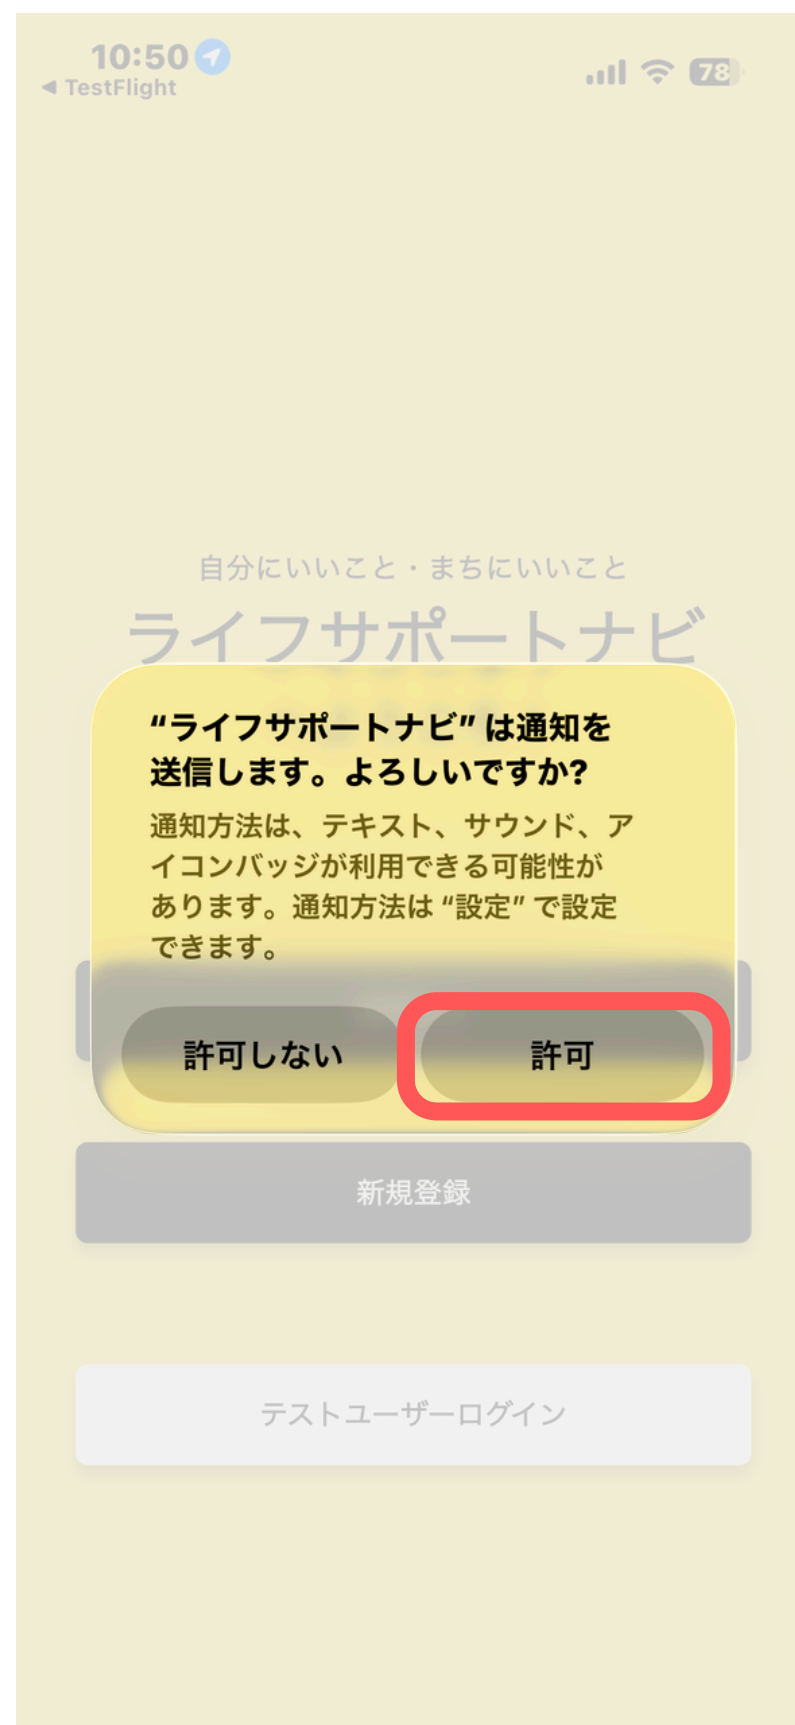 10:50
78
◀ TestFlight
自分にいいこと・まちにいいこと
ライフサポートナビ
“ライフサポートナビ” は通知を
送信します。よろしいですか?
通知方法は、テキスト、サウンド、ア
イコンバッジが利用できる可能性が
あります。通知方法は “設定” で設定
できます。
許可しない
許可
新規登録
テストユーザーログイン